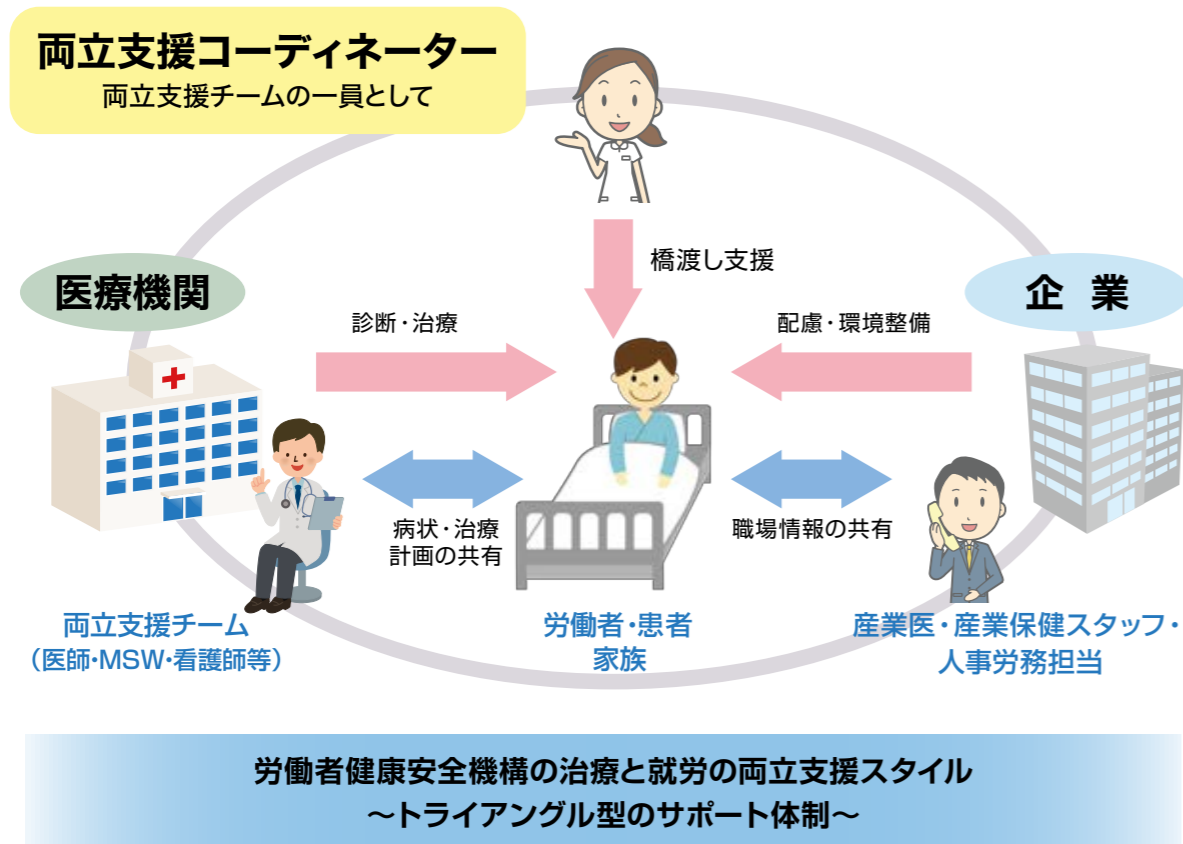 両立支援コーディネーター
両立支援チームの一員として
橋渡し支援
医療機関
企 業
診断・治療
配慮・環境整備
病状・治療
計画の共有
職場情報の共有
両立支援チーム
（医師・MSW・看護師等）
労働者・患者
家族
産業医・産業保健スタッフ・
人事労務担当
労働者健康安全機構の治療と就労の両立支援スタイル
～トライアングル型のサポート体制～